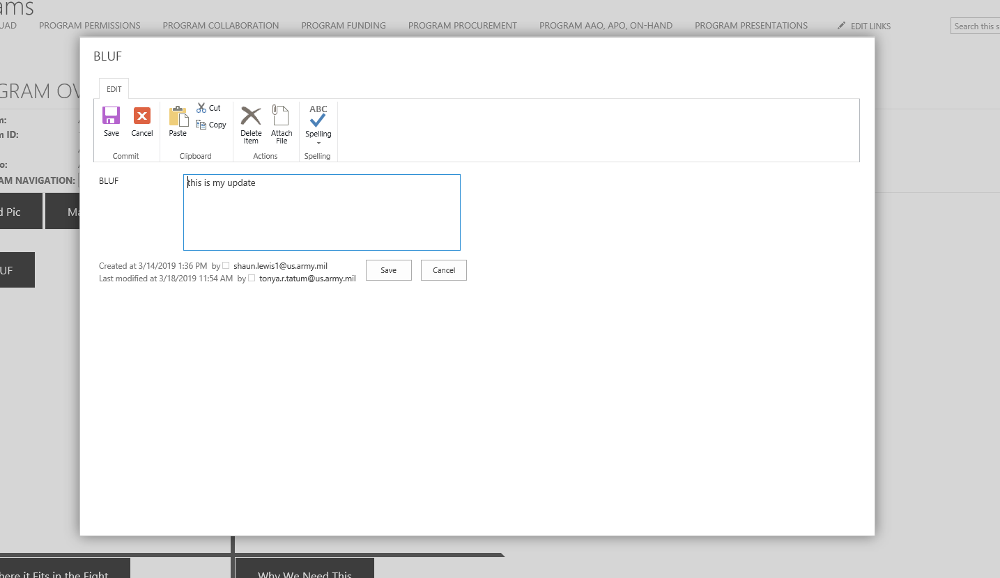 ams
UAD PROGRAM PERMISSIONS PROGRAM COLLABORATION PROGRAM FUNDING PROGRAM PROCUREMENT PROGRAM AAO, APO, ON-HAND PROGRAM PRESENTATIONS EDIT LINKS Search this s
BLUF
GRAM OV
EDIT
Save Cancel Paste Cut Copy Delete Item Attach File ABC Spelling
Commit Clipboard Actions Spelling
m:
m ID:
o:
AM NAVIGATION:
BLUF this is my update
d Pic Ma
UF
Created at 3/14/2019 1:36 PM by shaun.lewis1@us.army.mil
Last modified at 3/18/2019 11:54 AM by tonya.r.tatum@us.army.mil
Save Cancel
here it Fits in the Fight Why We Need This